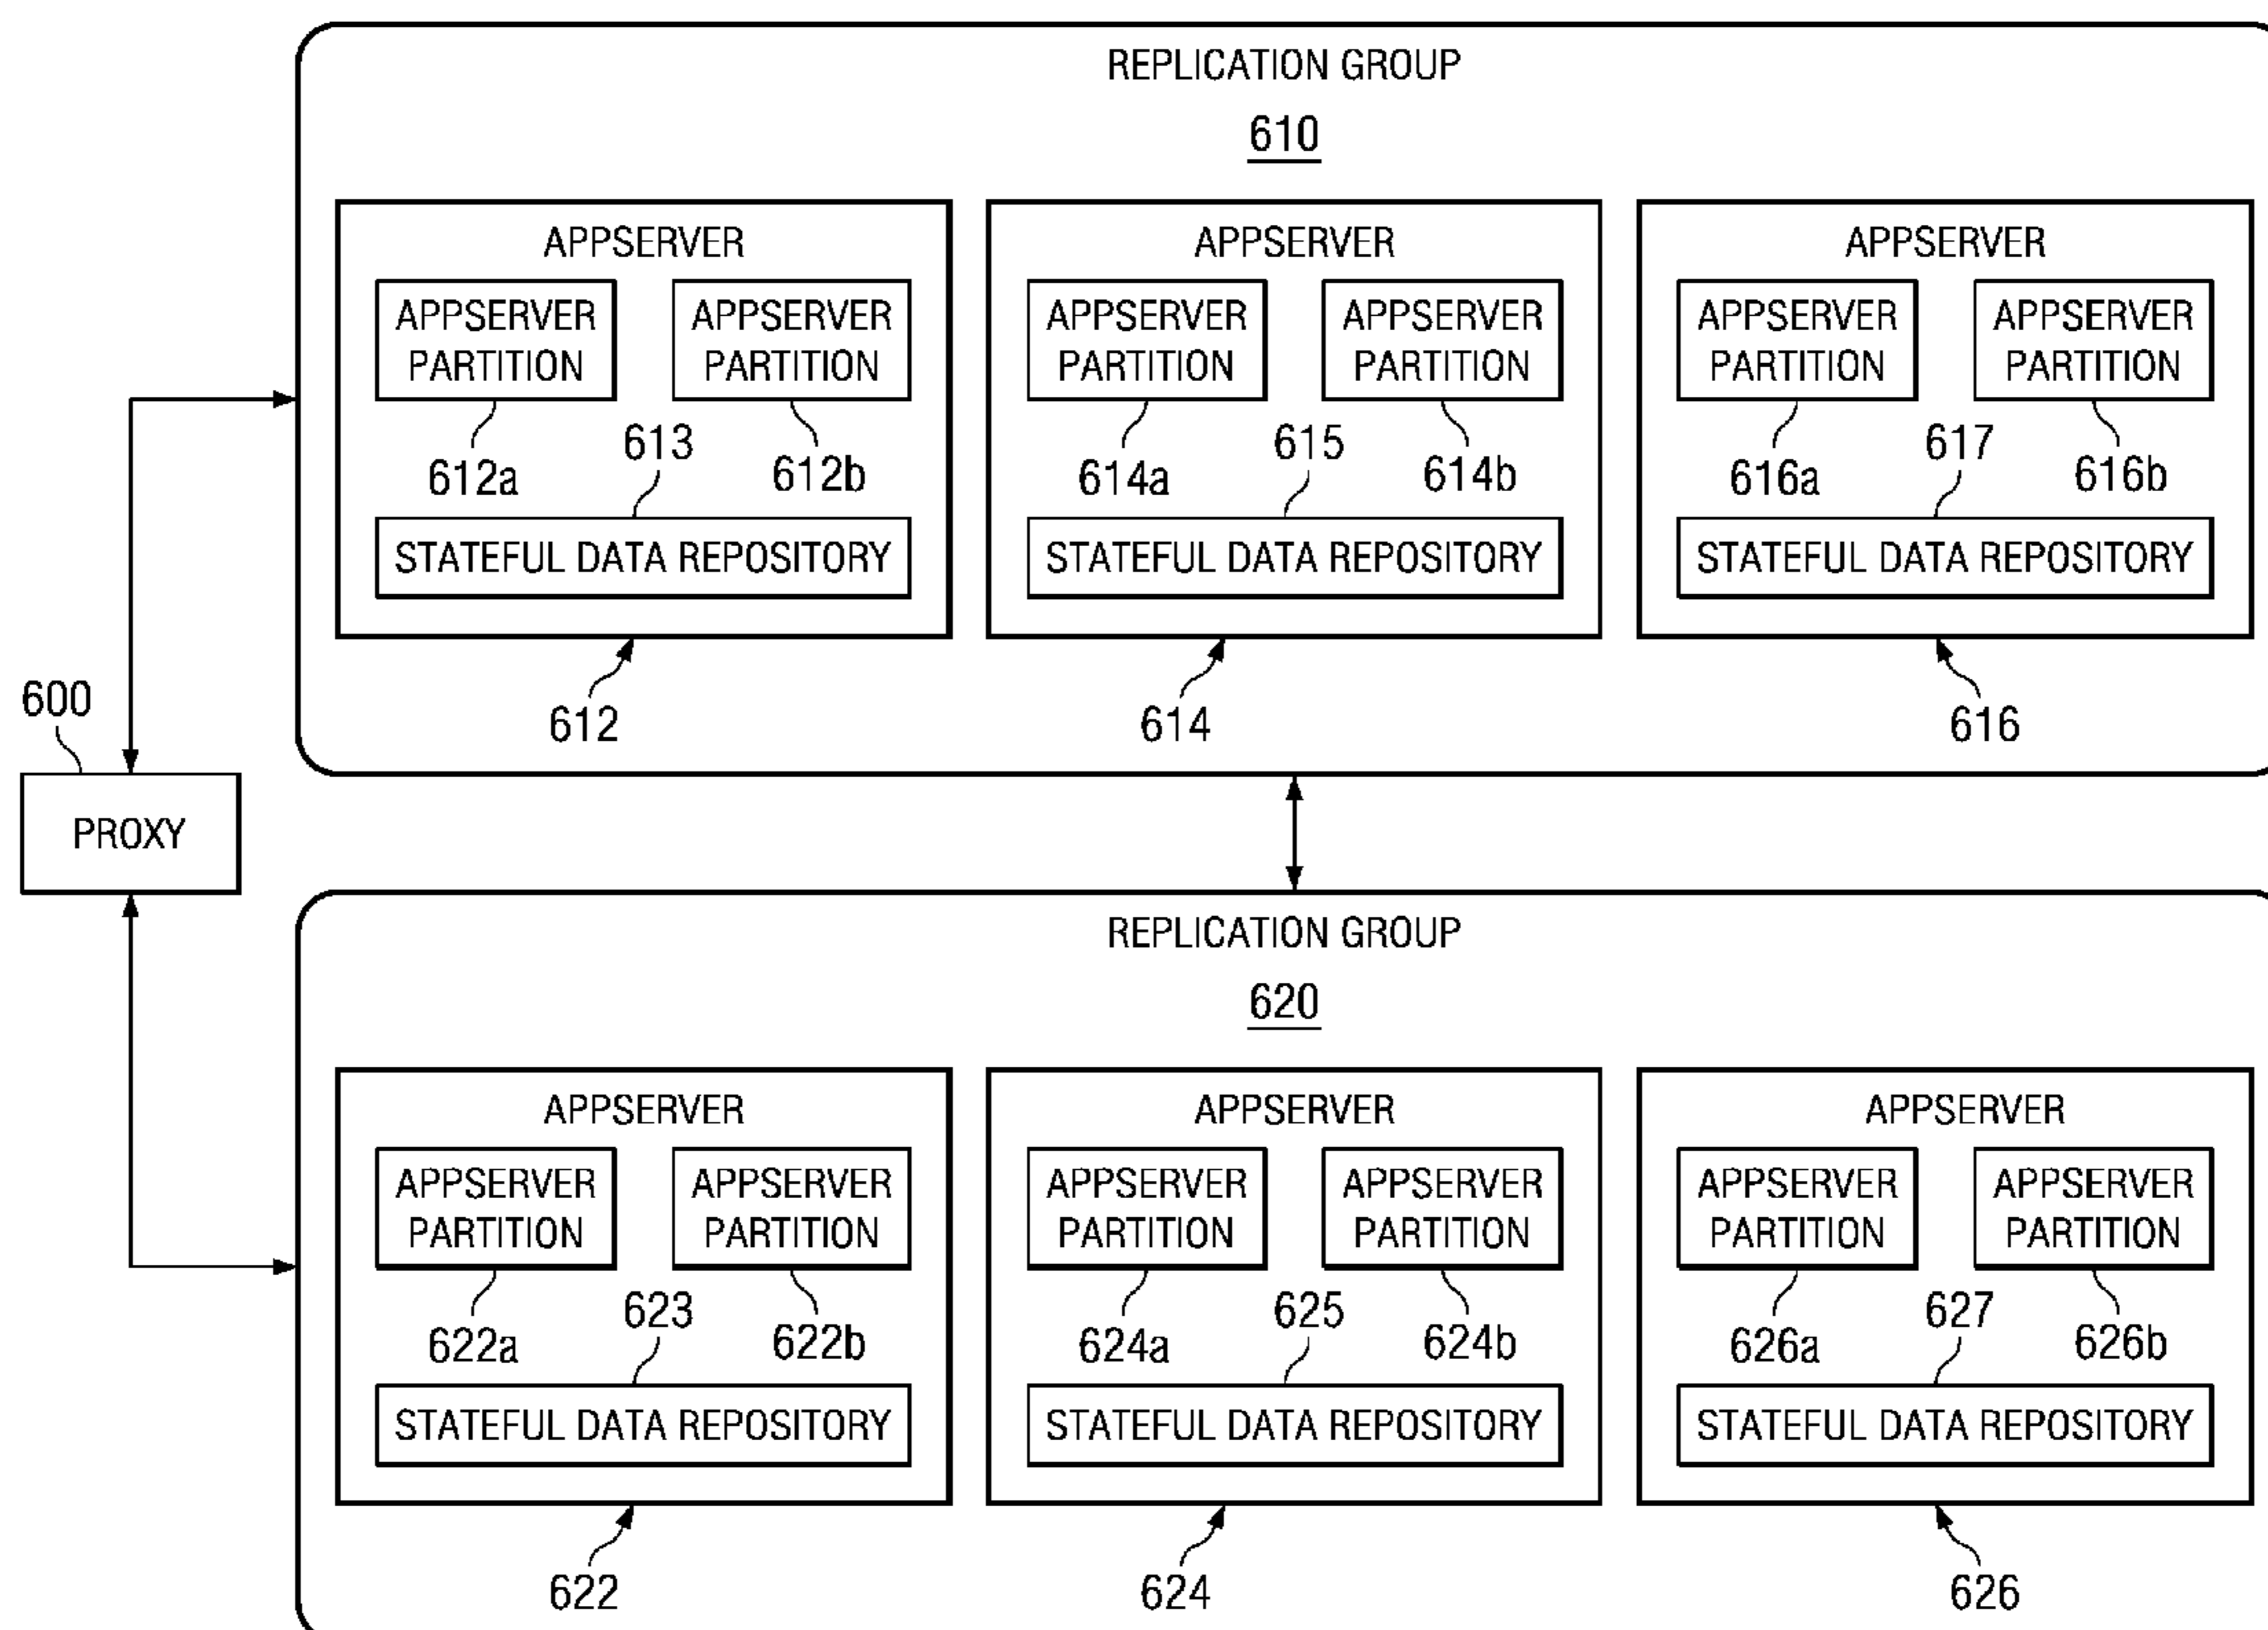 REPLICATION GROUP
610
APPSERVER
APPSERVER
PARTITION
APPSERVER
PARTITION
612a
613
612b
STATEFUL DATA REPOSITORY
612
APPSERVER
APPSERVER
PARTITION
APPSERVER
PARTITION
614a
615
614b
STATEFUL DATA REPOSITORY
614
APPSERVER
APPSERVER
PARTITION
APPSERVER
PARTITION
616a
617
616b
STATEFUL DATA REPOSITORY
616
600
PROXY
REPLICATION GROUP
620
APPSERVER
APPSERVER
PARTITION
APPSERVER
PARTITION
622a
623
622b
STATEFUL DATA REPOSITORY
622
APPSERVER
APPSERVER
PARTITION
APPSERVER
PARTITION
624a
625
624b
STATEFUL DATA REPOSITORY
624
APPSERVER
APPSERVER
PARTITION
APPSERVER
PARTITION
626a
627
626b
STATEFUL DATA REPOSITORY
626